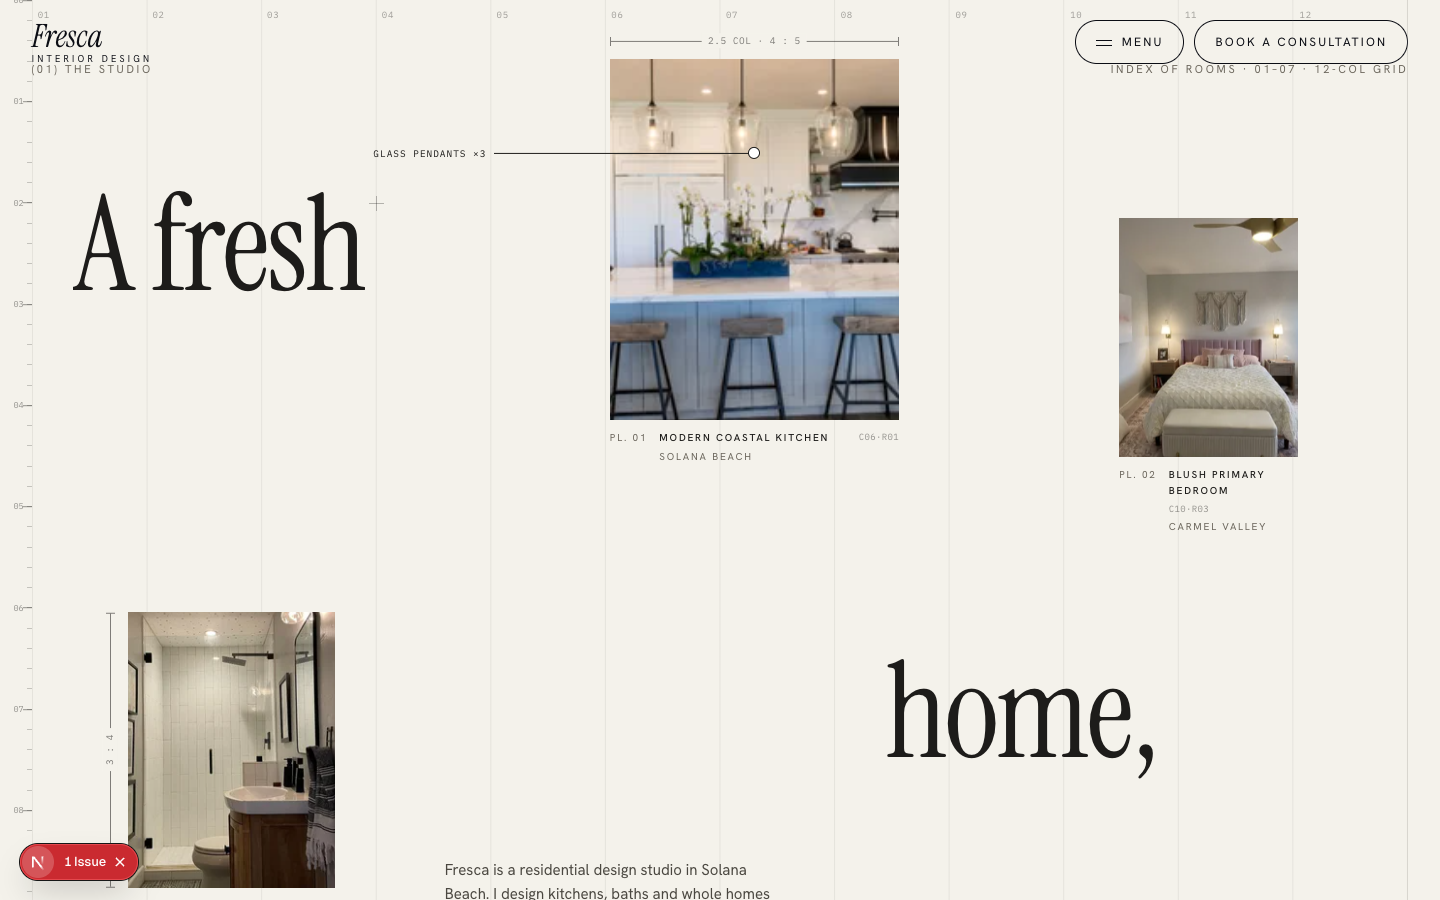 01 02 03 04 05 06 07 08 09 10 11 12
Fresca
INTERIOR DESIGN
MENU
BOOK A CONSULTATION
(01) THE STUDIO
INDEX OF ROOMS · 01–07 · 12-COL GRID
2.5 COL · 4 : 5
01
GLASS PENDANTS ×3
02
A fresh
03
04
PL. 01 MODERN COASTAL KITCHEN C06·R01
SOLANA BEACH
PL. 02 BLUSH PRIMARY
BEDROOM
C10·R03
CARMEL VALLEY
05
06
07
home,
3 : 4
08
1 Issue
Fresca is a residential design studio in Solana
Beach. I design kitchens, baths and whole homes